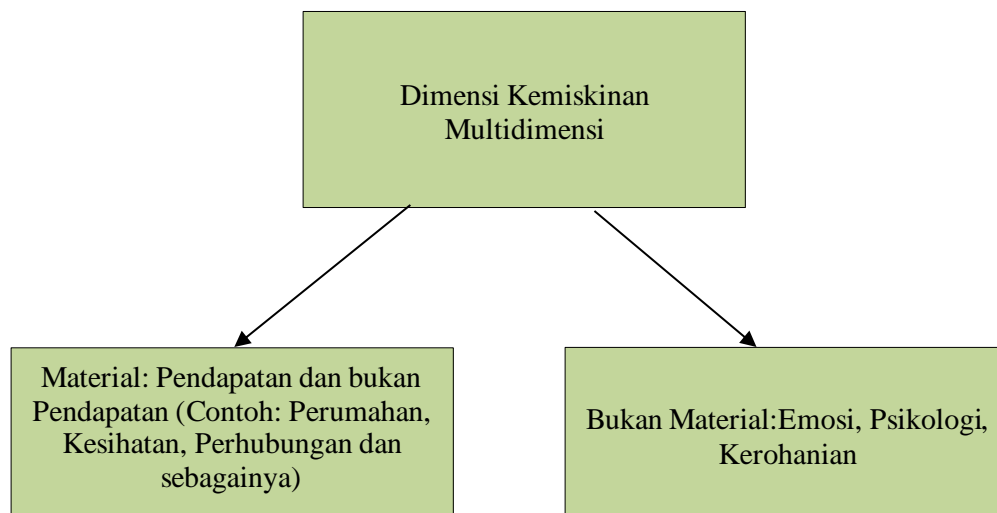 Dimensi Kemiskinan
Multidimensi
Material: Pendapatan dan bukan
Pendapatan (Contoh: Perumahan,
Kesihatan, Perhubungan dan
sebagainya)
Bukan Material:Emosi, Psikologi,
Kerohanian